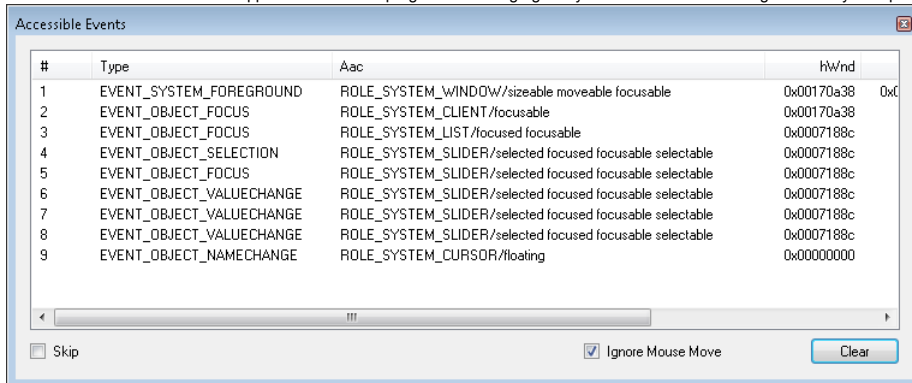 Accessible Events
# Type Aac hWnd
1 EVENT_SYSTEM_FOREGROUND ROLE_SYSTEM_WINDOW/sizeable moveable focusable 0x00170a38 0x0
2 EVENT_OBJECT_FOCUS ROLE_SYSTEM_CLIENT/focusable 0x00170a38
3 EVENT_OBJECT_FOCUS ROLE_SYSTEM_LIST/focused focusable 0x0007188c
4 EVENT_OBJECT_SELECTION ROLE_SYSTEM_SLIDER/selected focused focusable selectable 0x0007188c
5 EVENT_OBJECT_FOCUS ROLE_SYSTEM_SLIDER/selected focused focusable selectable 0x0007188c
6 EVENT_OBJECT_VALUECHANGE ROLE_SYSTEM_SLIDER/selected focused focusable selectable 0x0007188c
7 EVENT_OBJECT_VALUECHANGE ROLE_SYSTEM_SLIDER/selected focused focusable selectable 0x0007188c
8 EVENT_OBJECT_VALUECHANGE ROLE_SYSTEM_SLIDER/selected focused focusable selectable 0x0007188c
9 EVENT_OBJECT_NAMECHANGE ROLE_SYSTEM_CURSOR/floating 0x00000000
Skip Ignore Mouse Move Clear